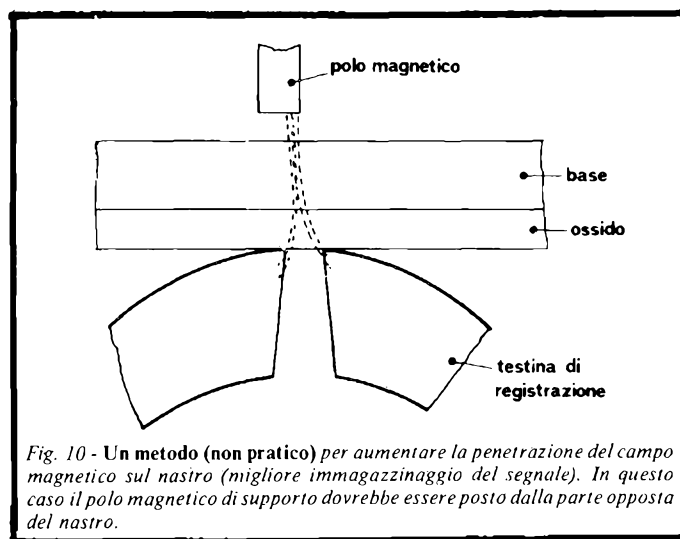 polo magnetico
base
ossido
testina di
registrazione
Fig. 10 - Un metodo (non pratico) per aumentare la penetrazione del campo
magnetico sul nastro (migliore immagazzinaggio del segnale). In questo
caso il polo magnetico di supporto dovrebbe essere posto dalla parte opposta
del nastro.